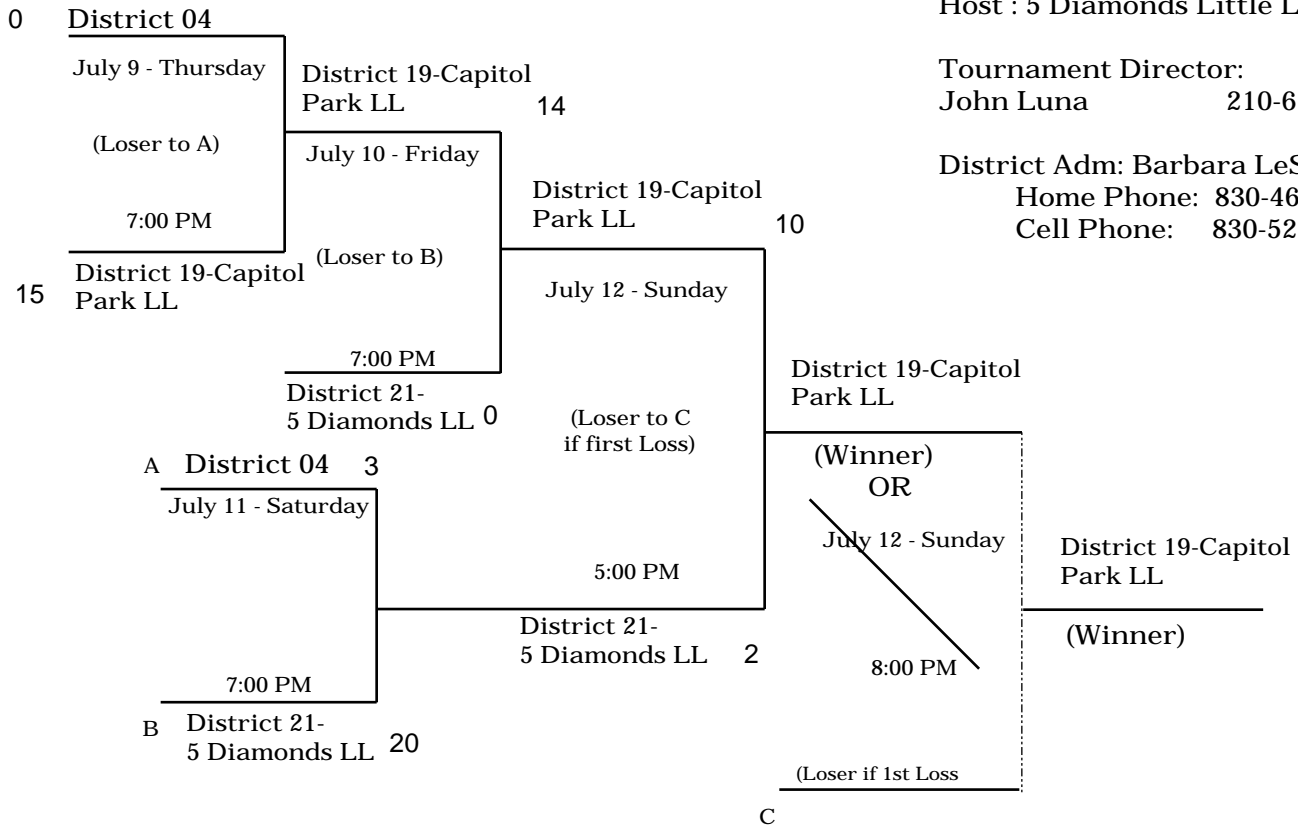 Host : 5 Diamonds Little L
0 District 04
July 9 - Thursday
(Loser to A)
7:00 PM
15 District 19-Capitol
Park LL
District 19-Capitol
Park LL 14
July 10 - Friday
(Loser to B)
7:00 PM
District 21-
5 Diamonds LL 0
Tournament Director:
John Luna 210-6
District Adm: Barbara LeS
Home Phone: 830-46
Cell Phone: 830-52
District 19-Capitol
Park LL 10
July 12 - Sunday
(Loser to C
if first Loss)
5:00 PM
District 21-
5 Diamonds LL 2
A District 04 3
July 11 - Saturday
7:00 PM
B District 21-
5 Diamonds LL 20
District 19-Capitol
Park LL
(Winner)
OR
July 12 - Sunday
8:00 PM
(Loser if 1st Loss
C
District 19-Capitol
Park LL
(Winner)